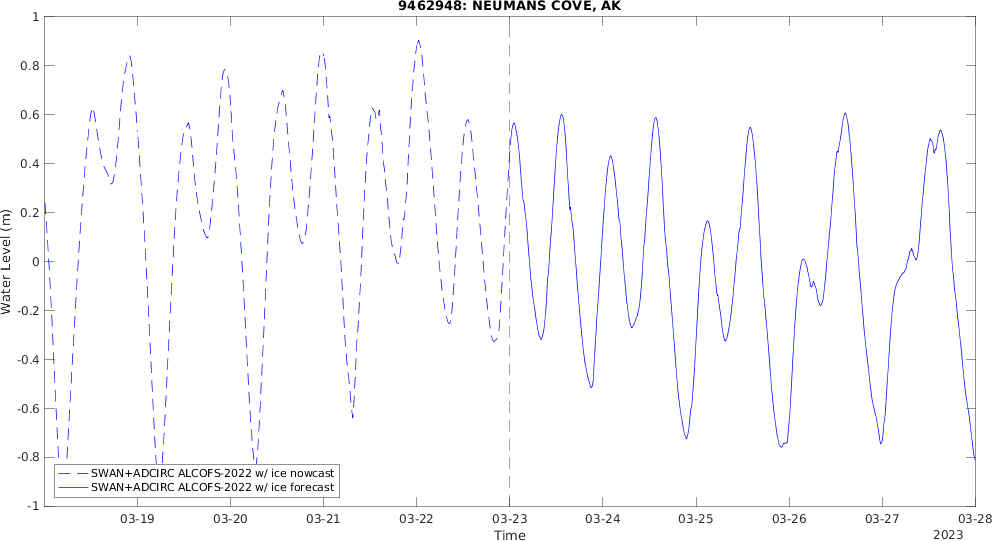 9462948: NEUMANS COVE, AK
Water Level (m)
1
0.8
0.6
0.4
0.2
0
-0.2
-0.4
-0.6
-0.8
-1
SWAN+ADCIRC ALCOFS-2022 w/ ice nowcast
SWAN+ADCIRC ALCOFS-2022 w/ ice forecast
03-19 03-20 03-21 03-22 03-23 03-24 03-25 03-26 03-27 03-28
Time
2023